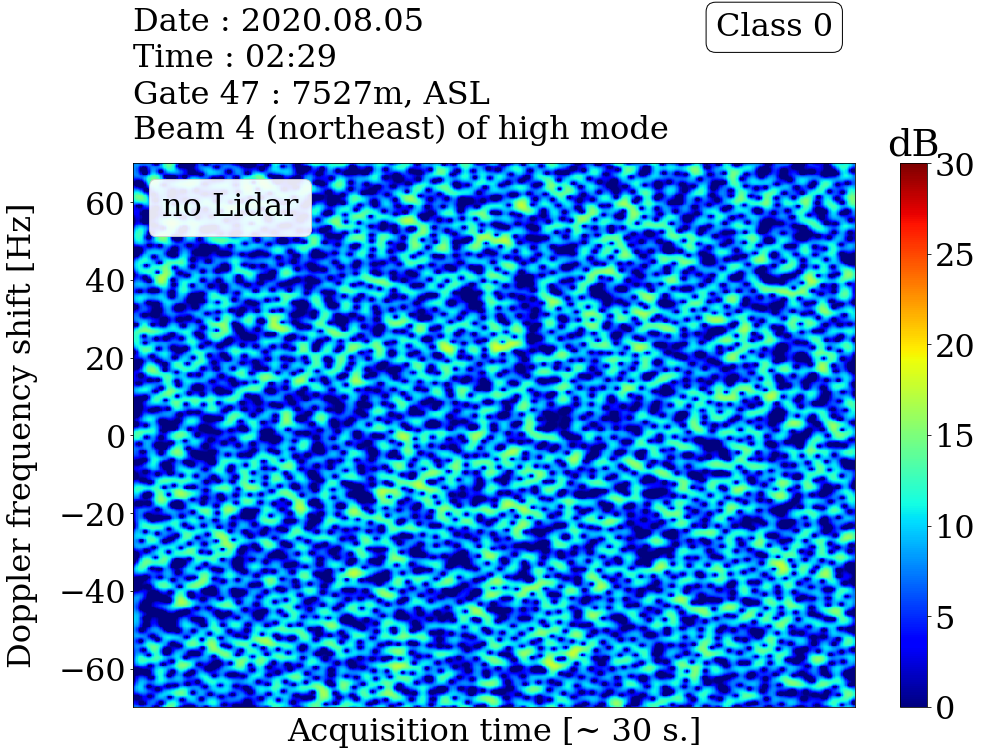 Date : 2020.08.05
Time : 02:29
Gate 47 : 7527m, ASL
Beam 4 (northeast) of high mode
Class 0
dB
no Lidar
Doppler frequency shift [Hz]
60
40
20
0
−20
−40
−60
Acquisition time [~ 30 s.]
30
25
20
15
10
5
0